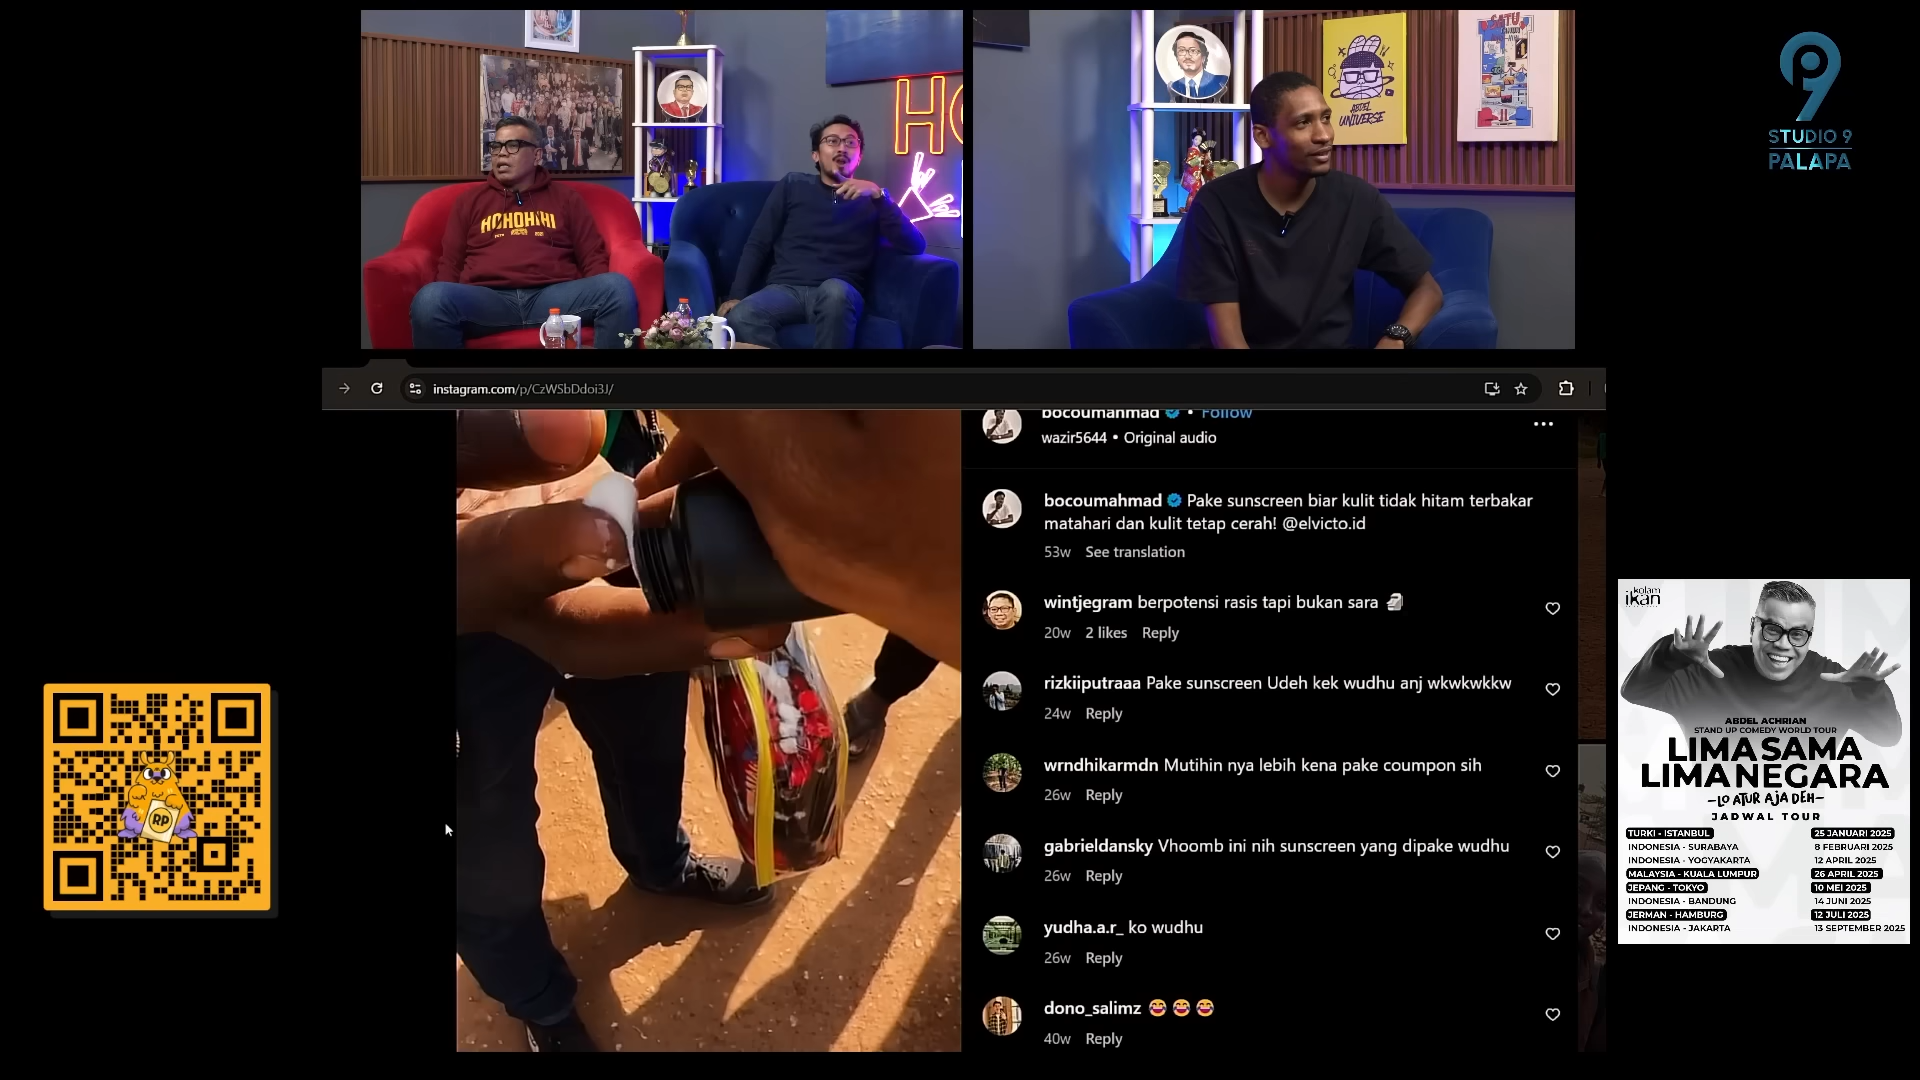 HOHOHIHI
HO
ABDEL
UNIVERSE
SATU
STUDIO 9
PALAPA
instagram.com/p/CzWSbDdoi3J/
bocoumahmad • Follow
wazir5644 • Original audio
bocoumahmad Pake sunscreen biar kulit tidak hitam terbakar
matahari dan kulit tetap cerah! @elvicto.id
53w See translation
wintjegram berpotensi rasis tapi bukan sara 🗿
20w 2 likes Reply
rizkiiputraaa Pake sunscreen Udeh kek wudhu anj wkwkwkkw
24w Reply
wrndhikarmdn Mutihin nya lebih kena pake coumpon sih
26w Reply
gabrieldansky Vhoomb ini nih sunscreen yang dipake wudhu
26w Reply
yudha.a.r_ ko wudhu
26w Reply
dono_salimz 😂😂😂
40w Reply
RP
kolam
ikan
ABDEL ACHRIAN
STAND UP COMEDY WORLD TOUR
LIMA SAMA
LIMA NEGARA
-LO ATUR AJA DEH-
JADWAL TOUR
TURKI - ISTANBUL 25 JANUARI 2025
INDONESIA - SURABAYA 8 FEBRUARI 2025
INDONESIA - YOGYAKARTA 12 APRIL 2025
MALAYSIA - KUALA LUMPUR 26 APRIL 2025
JEPANG - TOKYO 10 MEI 2025
INDONESIA - BANDUNG 14 JUNI 2025
JERMAN - HAMBURG 12 JULI 2025
INDONESIA - JAKARTA 13 SEPTEMBER 2025